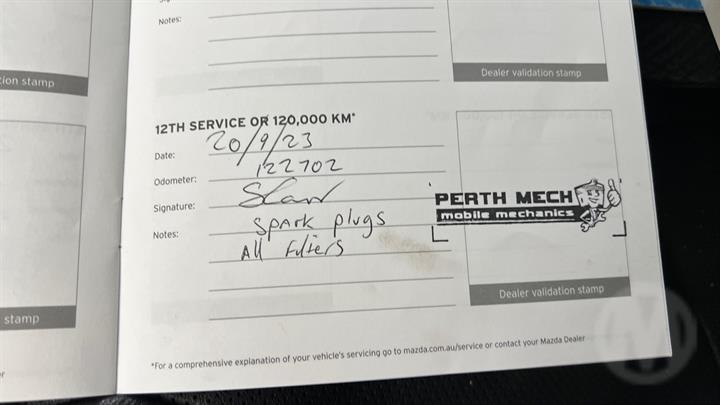 Notes:
Dealer validation stamp
tion stamp
12TH SERVICE OR 120,000 KM*
Date: 20/9/23
Odometer: 122702
Signature:
Notes: Spark plugs
All Filters
PERTH MECH
mobile mechanics
Dealer validation stamp
stamp
*For a comprehensive explanation of your vehicle's servicing go to mazda.com.au/service or contact your Mazda Dealer